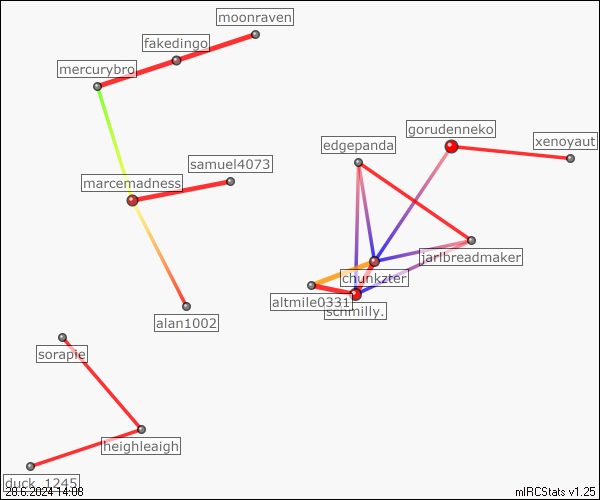 moonraven
fakedingo
mercurybro
gorudenneko
xenoyaut
edgepanda
samuel4073
marcemadness
jarlbreadmaker
chunkzter
altmile0331
schmilly.
alan1002
sorapie
heighleaigh
duck_1245
20.6.2024 14:08
mIRCStats v1.25